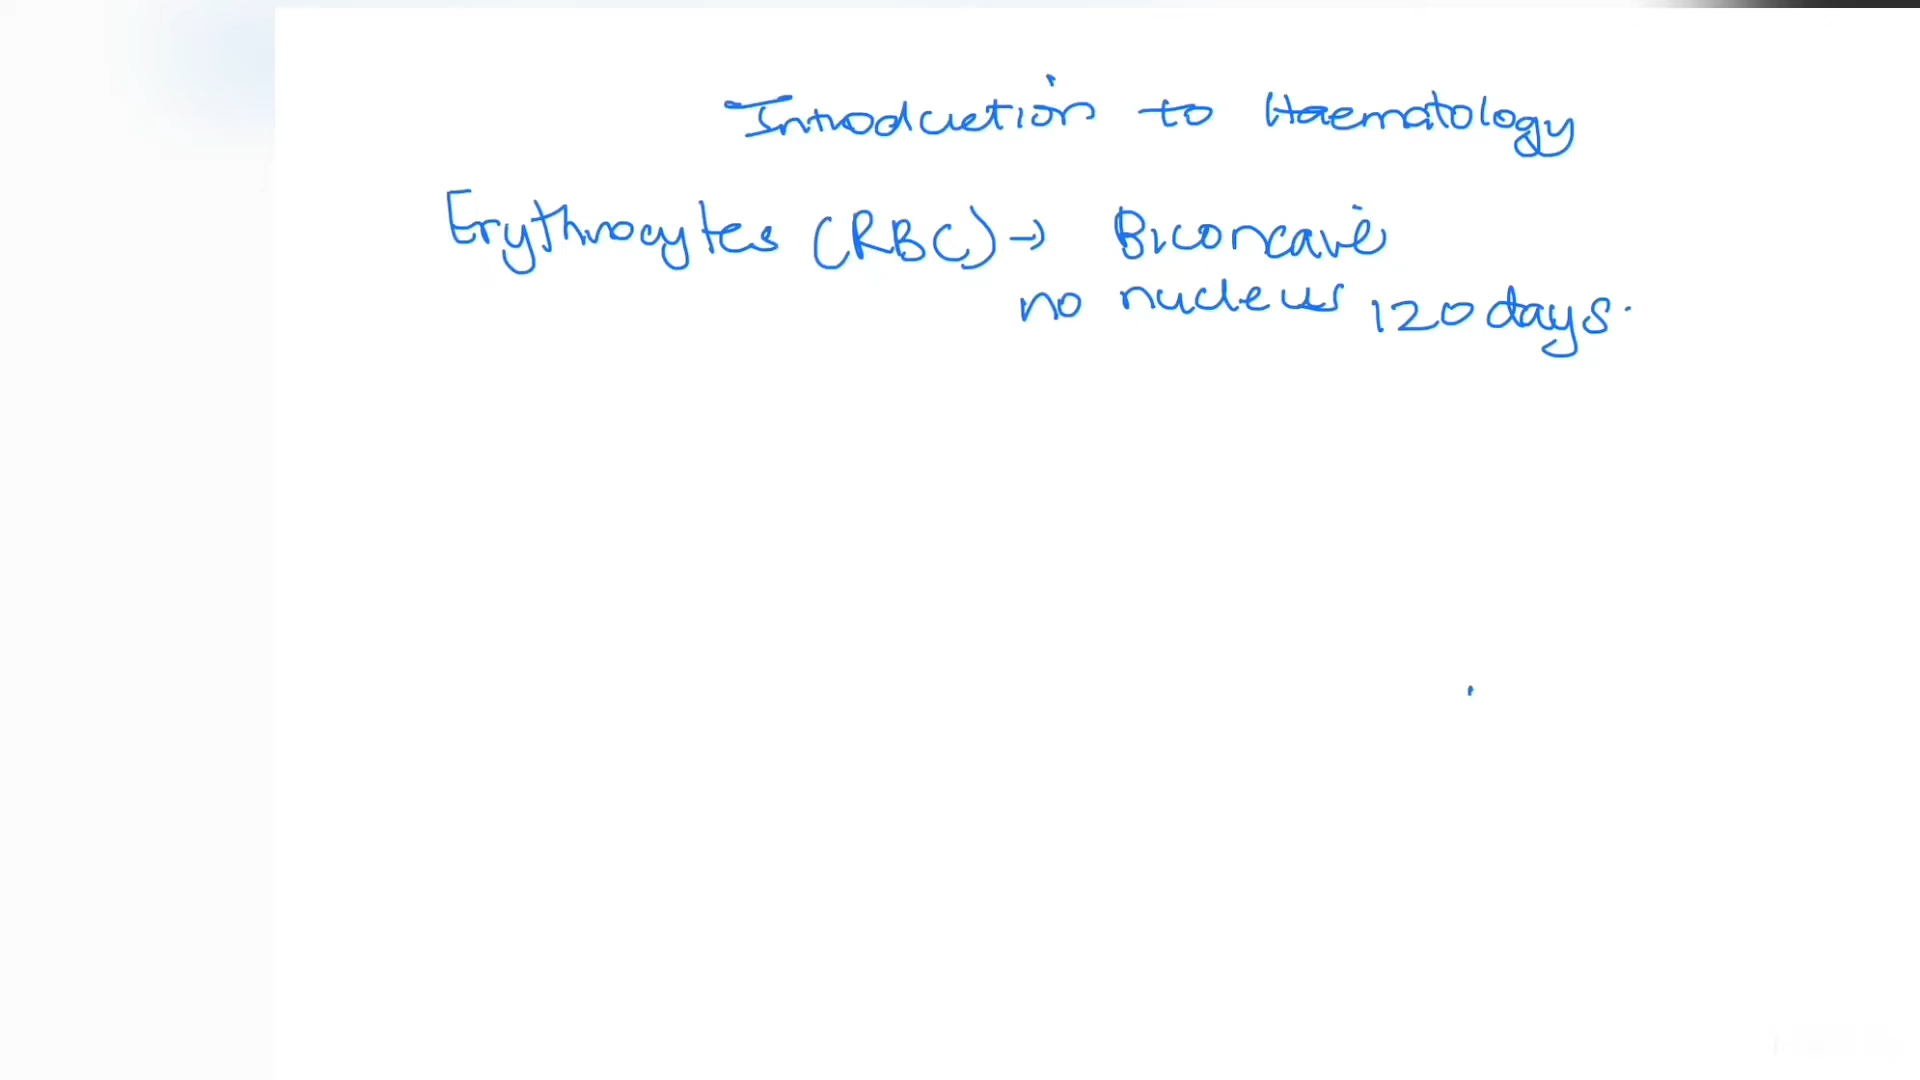 Introduction to Haematology
Erythrocytes (RBC) → Biconcave
no nucleus 120 days.